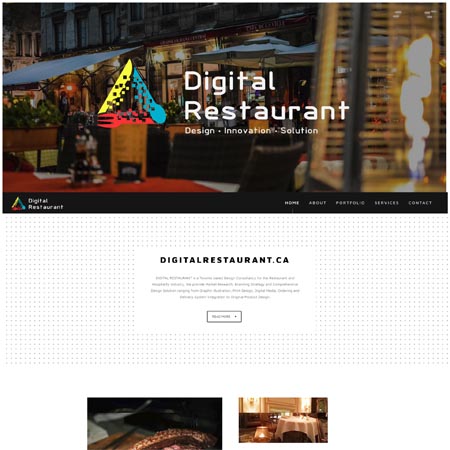 Digital
Restaurant
Design • Innovation • Solution
Digital
Restaurant
HOME ABOUT PORTFOLIO SERVICES CONTACT
DIGITALRESTAURANT.CA
DIGITAL RESTAURANT is a Toronto based Design Consultancy for the Restaurant and
Hospitality industry. We provide Market Research, Branding Strategy and Comprehensive
Design solution ranging from Graphic Illustration, Print Design, Digital Media, Ordering and
Delivery system integration to Original Product Design.
READ MORE